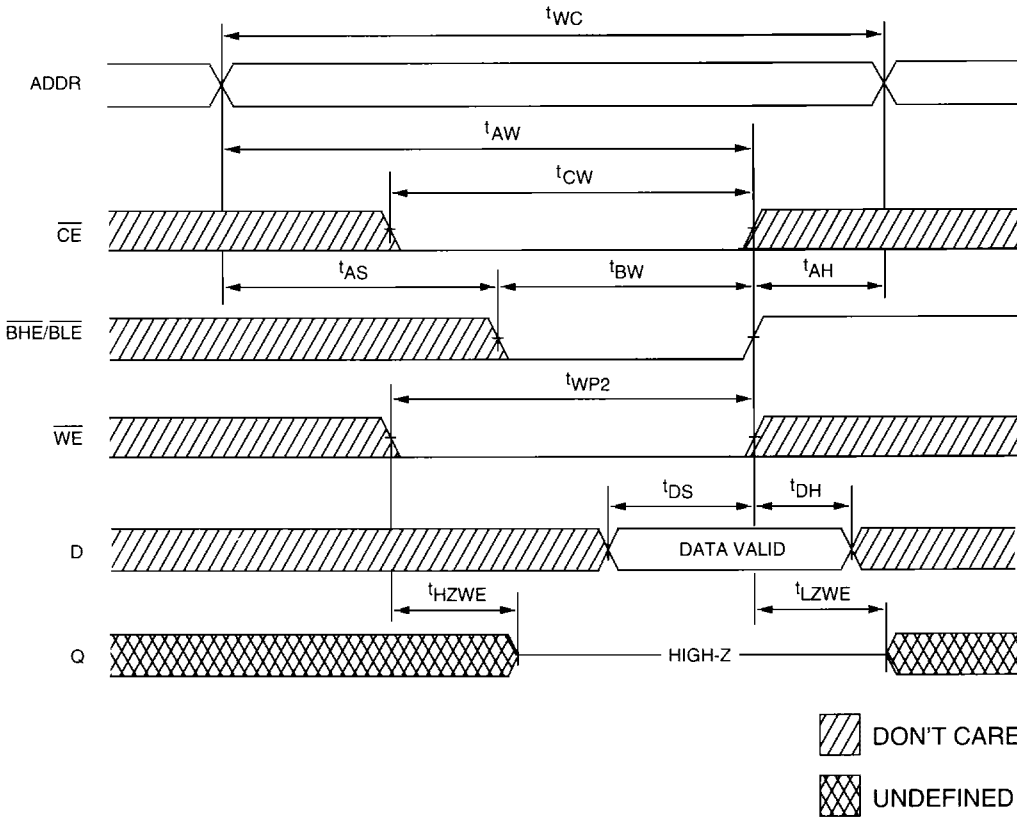 tWC
ADDR
tAW
tCW
CE
tAS tBW tAH
BHE/BLE
tWP2
WE
tDS tDH
D DATA VALID
tHZWE tLZWE
Q HIGH-Z
DON'T CARE
UNDEFINED